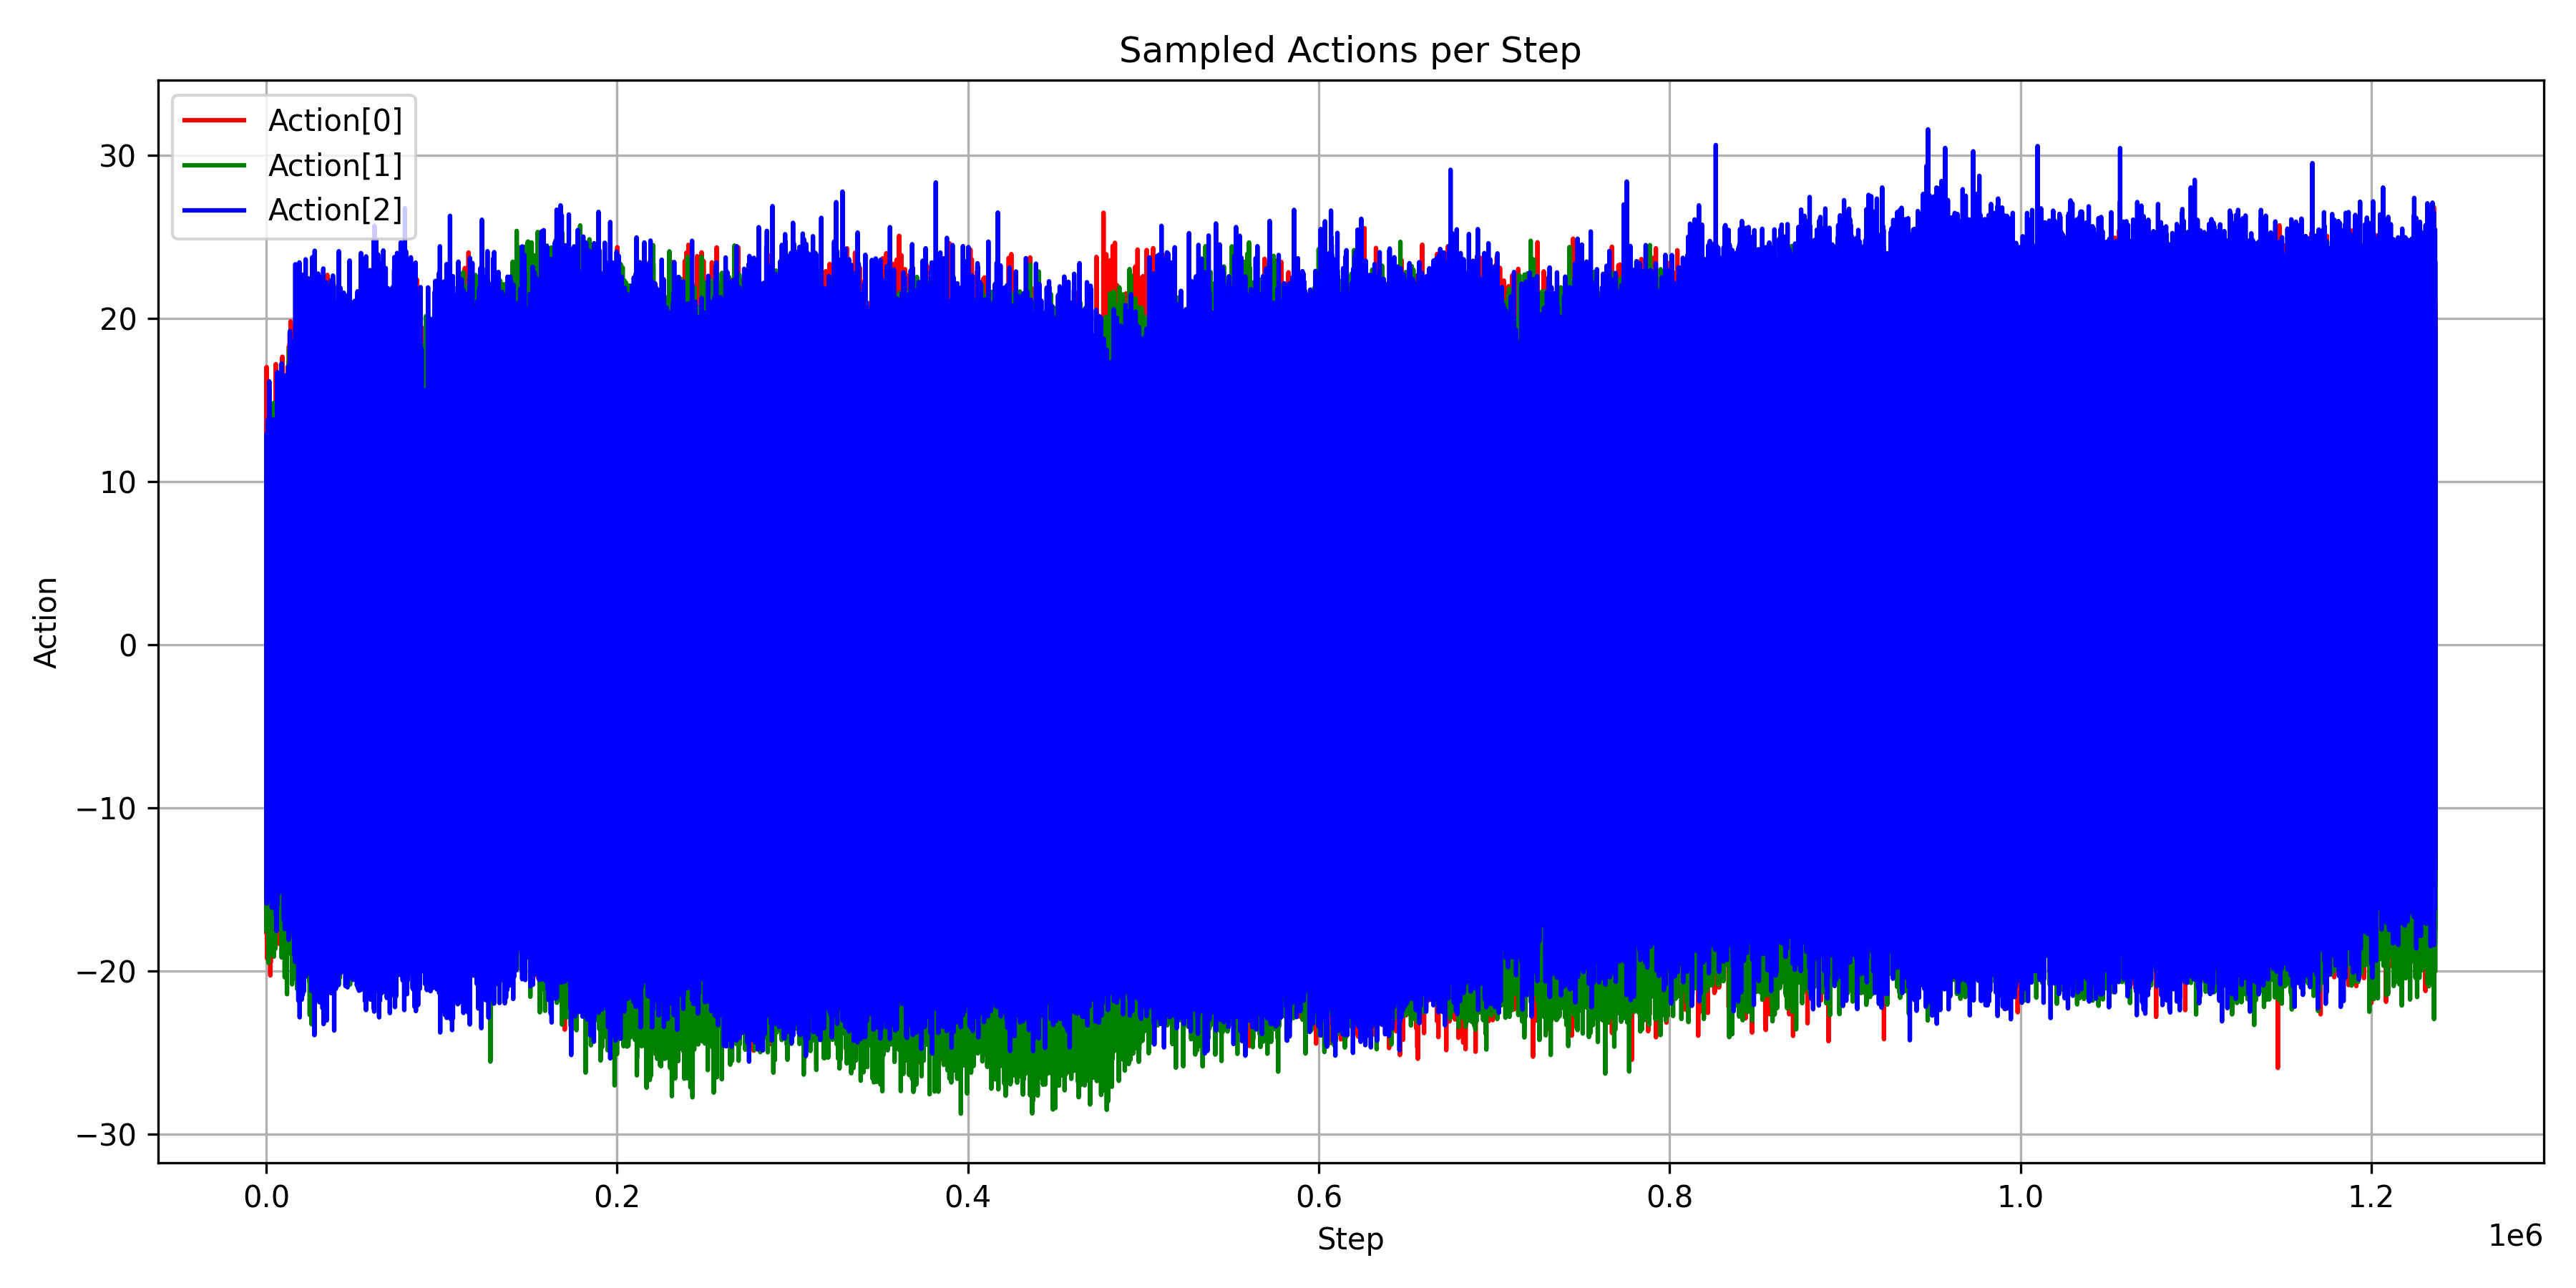 Sampled Actions per Step
Action[0]
Action[1]
Action[2]
30
20
10
0
−10
−20
−30
Action
0.0 0.2 0.4 0.6 0.8 1.0 1.2
1e6
Step